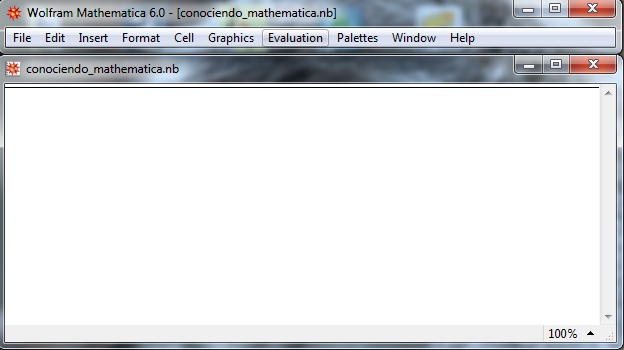 Wolfram Mathematica 6.0 - [conociendo_mathematica.nb]
File Edit Insert Format Cell Graphics Evaluation Palettes Window Help
conociendo_mathematica.nb
100%